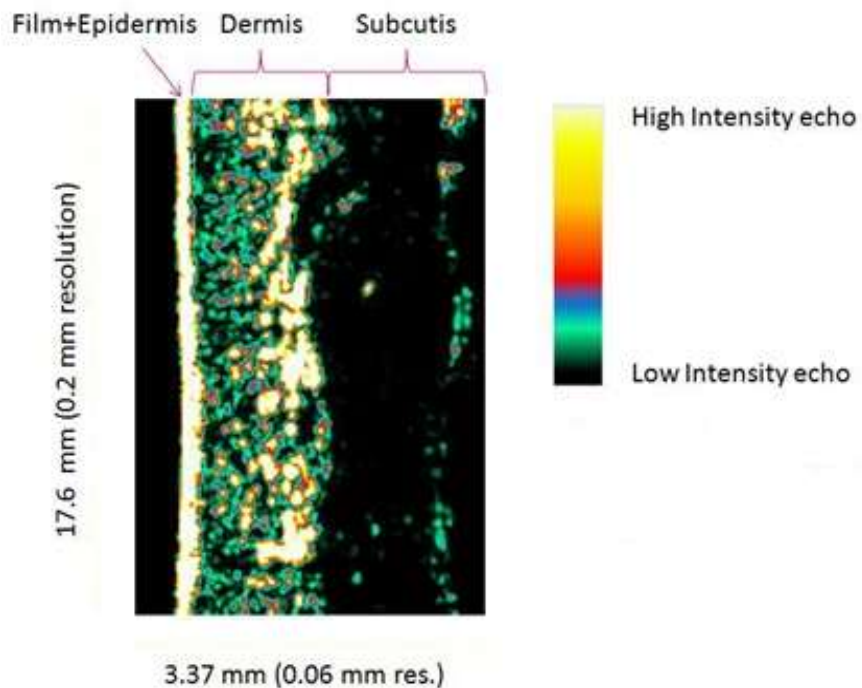 Film+Epidermis Dermis Subcutis
High Intensity echo
Low Intensity echo
17.6 mm (0.2 mm resolution)
3.37 mm (0.06 mm res.)